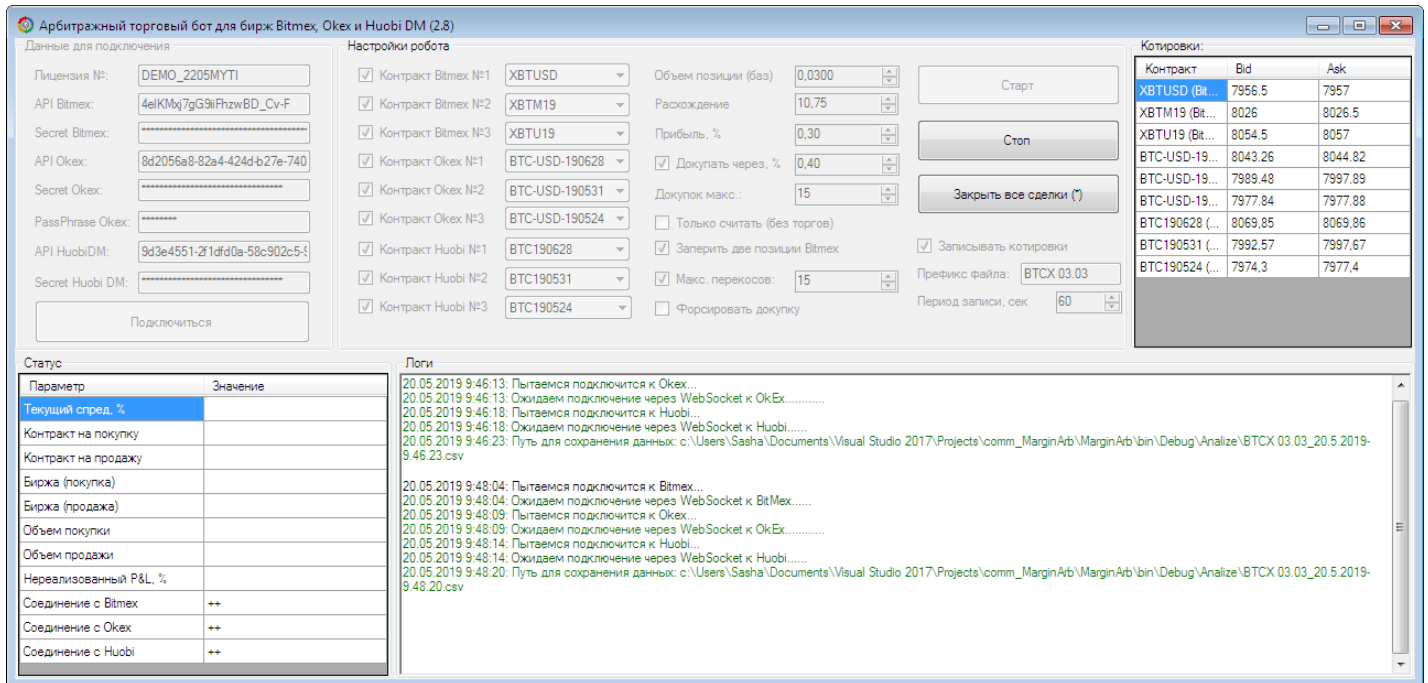 Арбитражный торговый бот для бирж Bitmex, Okex и Huobi DM (2.8)
Данные для подключения
Лицензия №: DEMO_2205MYTI
API Bitmex: 4eIKMxj7gG9iiFhzwBD_Cv-F
Secret Bitmex: ****************************************
API Okex: 8d2056a8-82a4-424d-b27e-740
Secret Okex: ********************************
PassPhrase Okex: ********
API HuobiDM: 9d3e4551-2f1dfd0a-58c902c5-9
Secret Huobi DM: ********************************
Подключиться
Настройки робота
Контракт Bitmex №1 XBTUSD
Контракт Bitmex №2 XBTM19
Контракт Bitmex №3 XBTU19
Контракт Okex №1 BTC-USD-190628
Контракт Okex №2 BTC-USD-190531
Контракт Okex №3 BTC-USD-190524
Контракт Huobi №1 BTC190628
Контракт Huobi №2 BTC190531
Контракт Huobi №3 BTC190524
Объем позиции (баз) 0,0300
Расхождение 10,75
Прибыль, % 0,30
Докупать через, % 0,40
Докупок макс.: 15
Только считать (без торгов)
Заперить две позиции Bitmex
Макс. перекосов: 15
Форсировать докупку
Старт
Стоп
Закрыть все сделки (*)
Записывать котировки
Префикс файла: BTCX 03.03
Период записи, сек 60
Котировки:
Контракт Bid Ask
XBTUSD (Bit... 7956.5 7957
XBTM19 (Bit... 8026 8026.5
XBTU19 (Bit... 8054.5 8057
BTC-USD-19... 8043.26 8044.82
BTC-USD-19... 7989.48 7997.89
BTC-USD-19... 7977.84 7977.88
BTC190628 (... 8069,85 8069,86
BTC190531 (... 7992,57 7997,67
BTC190524 (... 7974,3 7977,4
Статус
Параметр Значение
Текущий спред, %
Контракт на покупку
Контракт на продажу
Биржа (покупка)
Биржа (продажа)
Объем покупки
Объем продажи
Нереализованный P&L, %
Соединение с Bitmex ++
Соединение с Okex ++
Соединение с Huobi ++
Логи
20.05.2019 9:46:13: Пытаемся подключится к Okex...
20.05.2019 9:46:13: Ожидаем подключение через WebSocket к OkEx............
20.05.2019 9:46:18: Пытаемся подключится к Huobi...
20.05.2019 9:46:18: Ожидаем подключение через WebSocket к Huobi......
20.05.2019 9:46:23: Путь для сохранения данных: c:\Users\Sasha\Documents\Visual Studio 2017\Projects\comm_MarginArb\MarginArb\bin\Debug\Analize\BTCX 03.03_20.5.2019-
9.46.23.csv
20.05.2019 9:48:04: Пытаемся подключится к Bitmex...
20.05.2019 9:48:04: Ожидаем подключение через WebSocket к BitMex......
20.05.2019 9:48:09: Пытаемся подключится к Okex...
20.05.2019 9:48:09: Ожидаем подключение через WebSocket к OkEx............
20.05.2019 9:48:14: Пытаемся подключится к Huobi...
20.05.2019 9:48:14: Ожидаем подключение через WebSocket к Huobi......
20.05.2019 9:48:20: Путь для сохранения данных: c:\Users\Sasha\Documents\Visual Studio 2017\Projects\comm_MarginArb\MarginArb\bin\Debug\Analize\BTCX 03.03_20.5.2019-
9.48.20.csv